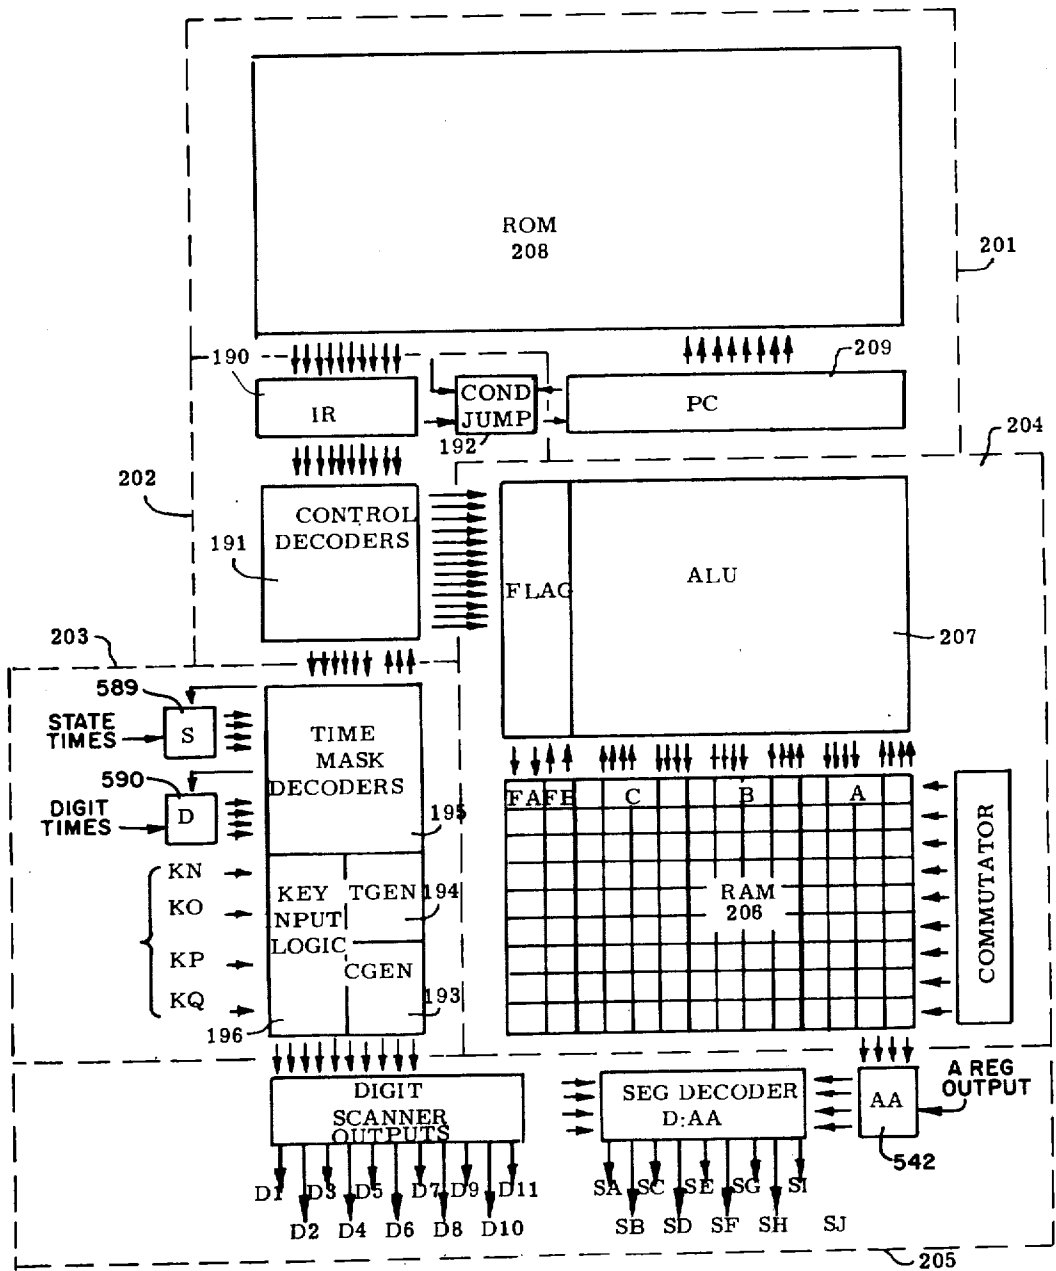 ROM
208
201
190
IR
COND
JUMP
192
PC
209
204
202
CONTROL
DECODERS
191
FLAG
ALU
207
203
589
STATE
TIMES
S
590
DIGIT
TIMES
D
TIME
MASK
DECODERS
195
FA FB C B A
KN
KO
KP
KQ
KEY
INPUT
LOGIC
196
TGEN
194
CGEN
193
RAM
206
COMMUTATOR
DIGIT
SCANNER
OUTPUTS
SEG DECODER
D:AA
AA
A REG
OUTPUT
542
D1 D3 D5 D7 D9 D11
D2 D4 D6 D8 D10
SA SC SE SG SI
SB SD SF SH SJ
205